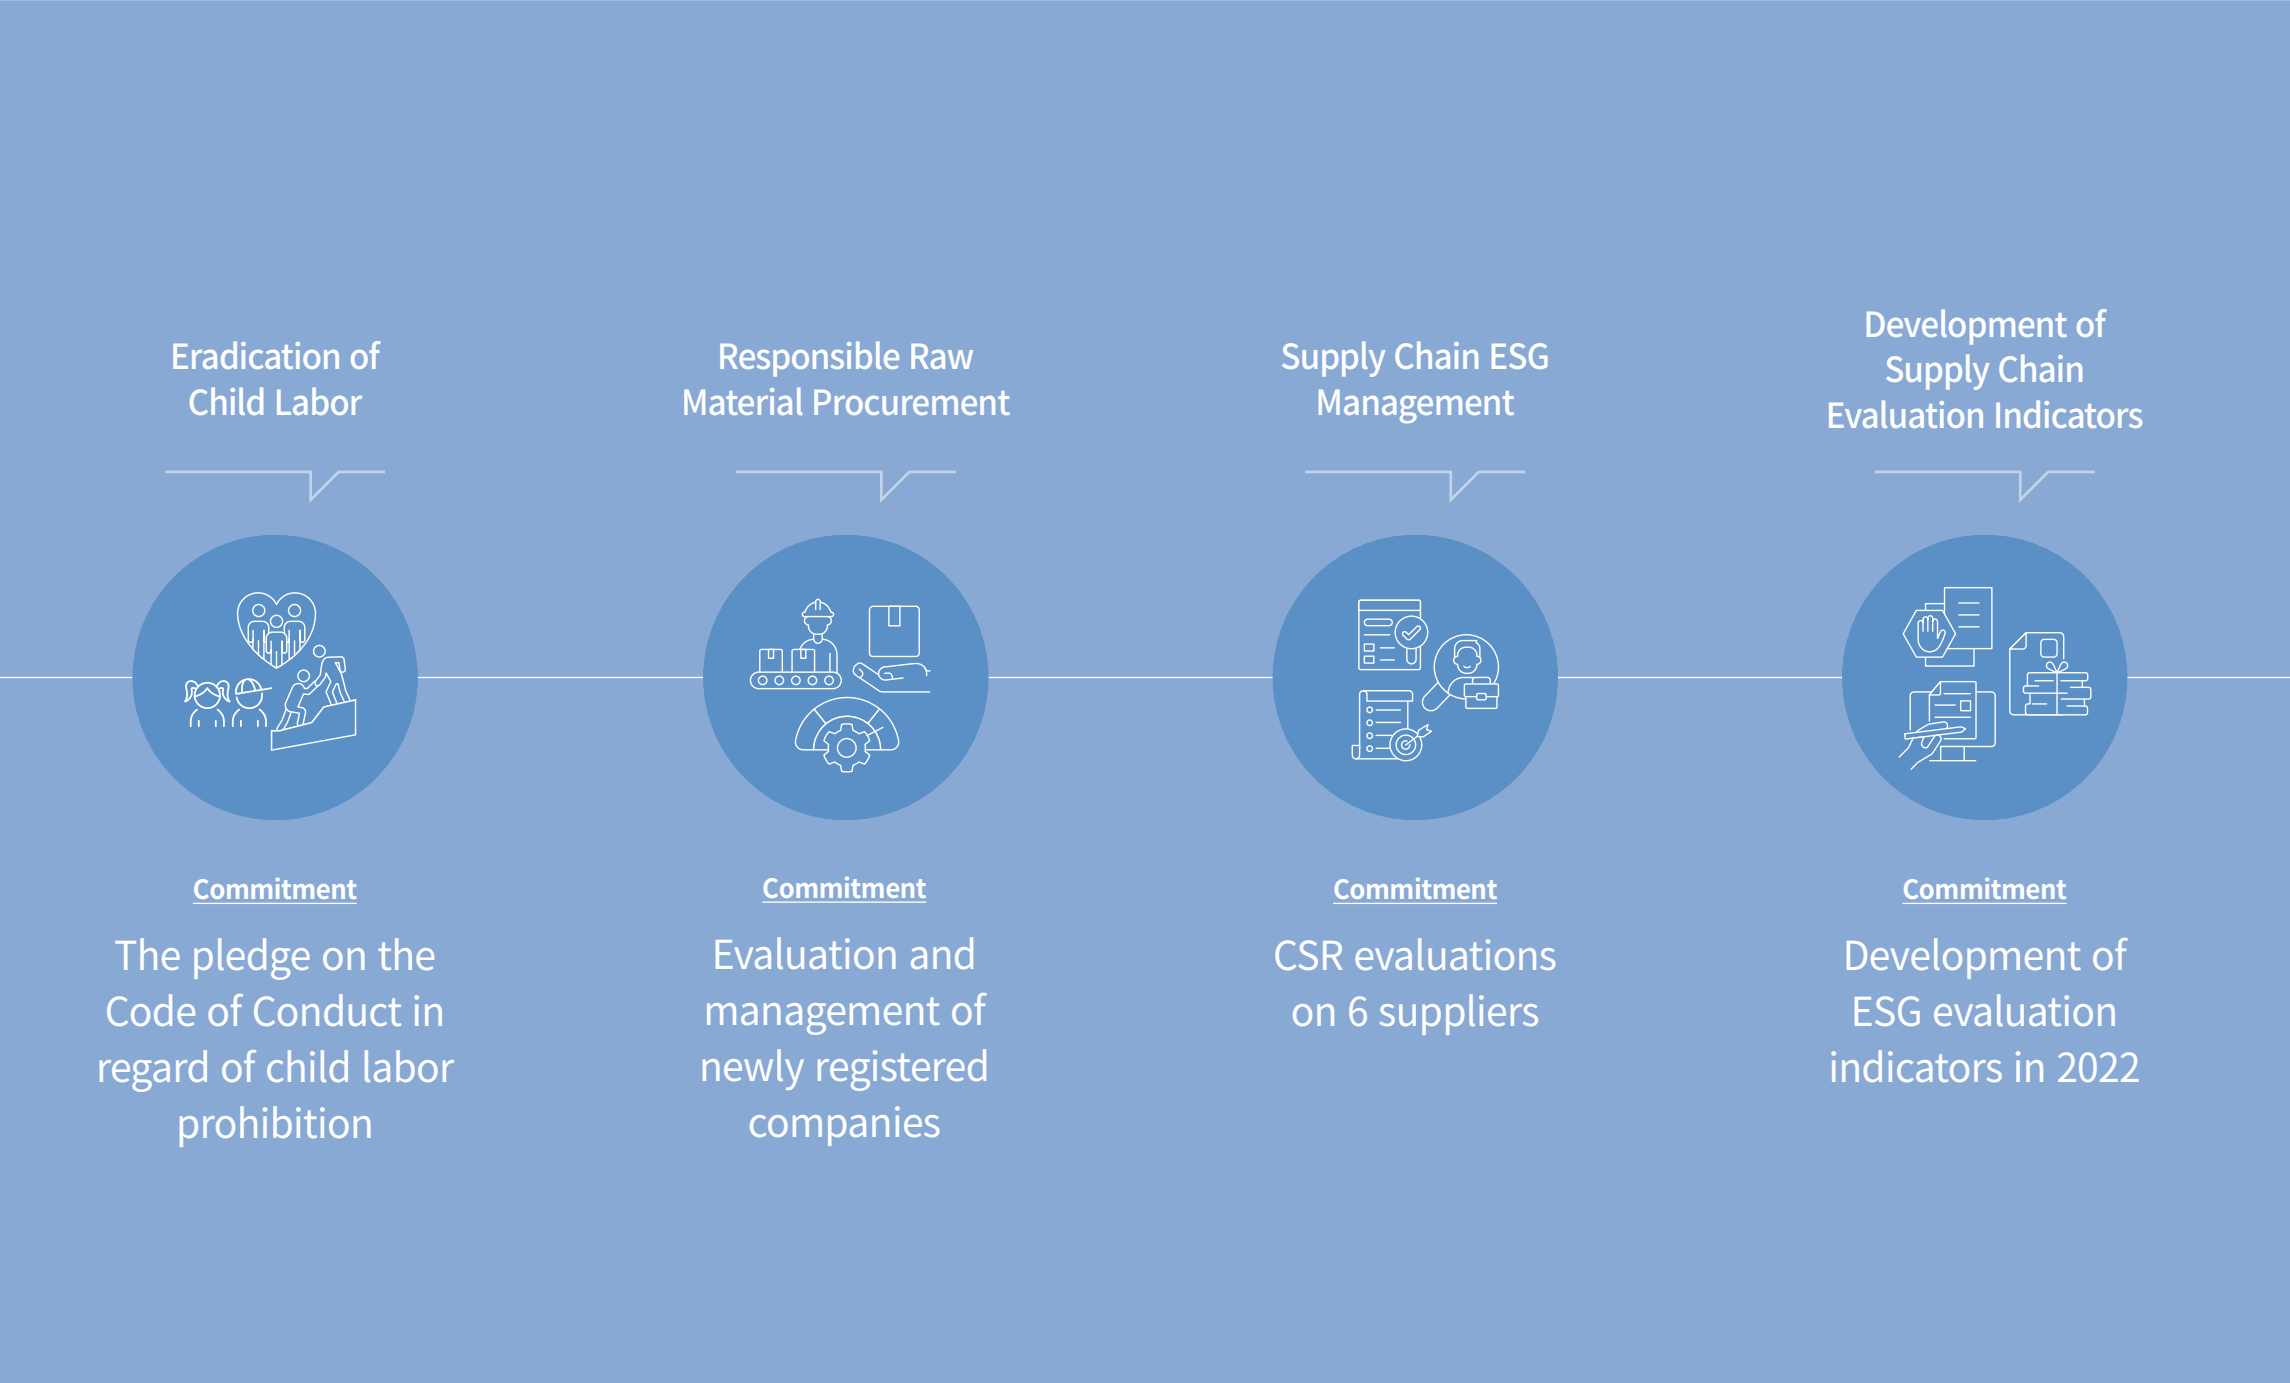 Eradication of
Child Labor
Commitment
The pledge on the
Code of Conduct in
regard of child labor
prohibition
Responsible Raw
Material Procurement
Commitment
Evaluation and
management of
newly registered
companies
Supply Chain ESG
Management
Commitment
CSR evaluations
on 6 suppliers
Development of
Supply Chain
Evaluation Indicators
Commitment
Development of
ESG evaluation
indicators in 2022